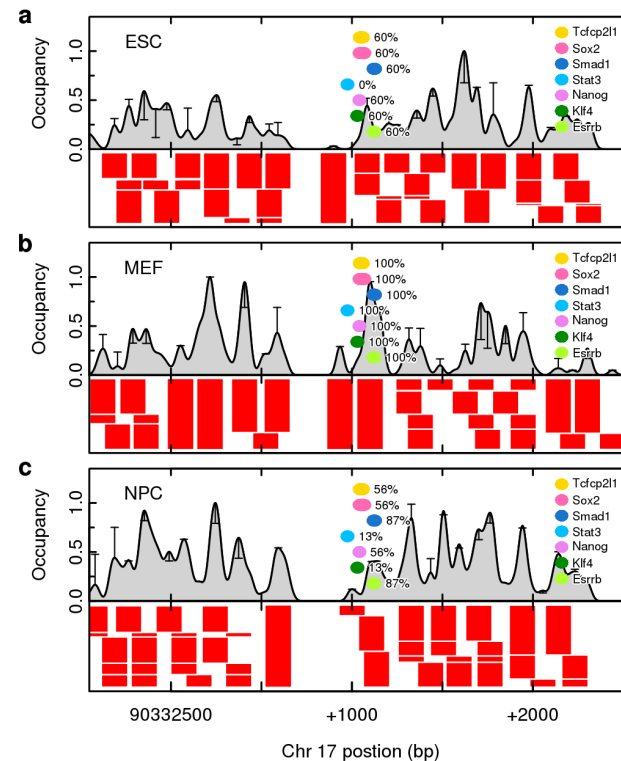 a
ESC
Occupancy
0.0
0.5
1.0
60%
60%
60%
0%
60%
60%
60%
Tcfcp2l1
Sox2
Smad1
Stat3
Nanog
Klf4
Esrrb
b
MEF
Occupancy
0.0
0.5
1.0
100%
100%
100%
100%
100%
100%
100%
Tcfcp2l1
Sox2
Smad1
Stat3
Nanog
Klf4
Esrrb
c
NPC
Occupancy
0.0
0.5
1.0
56%
56%
87%
13%
56%
13%
87%
Tcfcp2l1
Sox2
Smad1
Stat3
Nanog
Klf4
Esrrb
90332500
+1000
+2000
Chr 17 postion (bp)